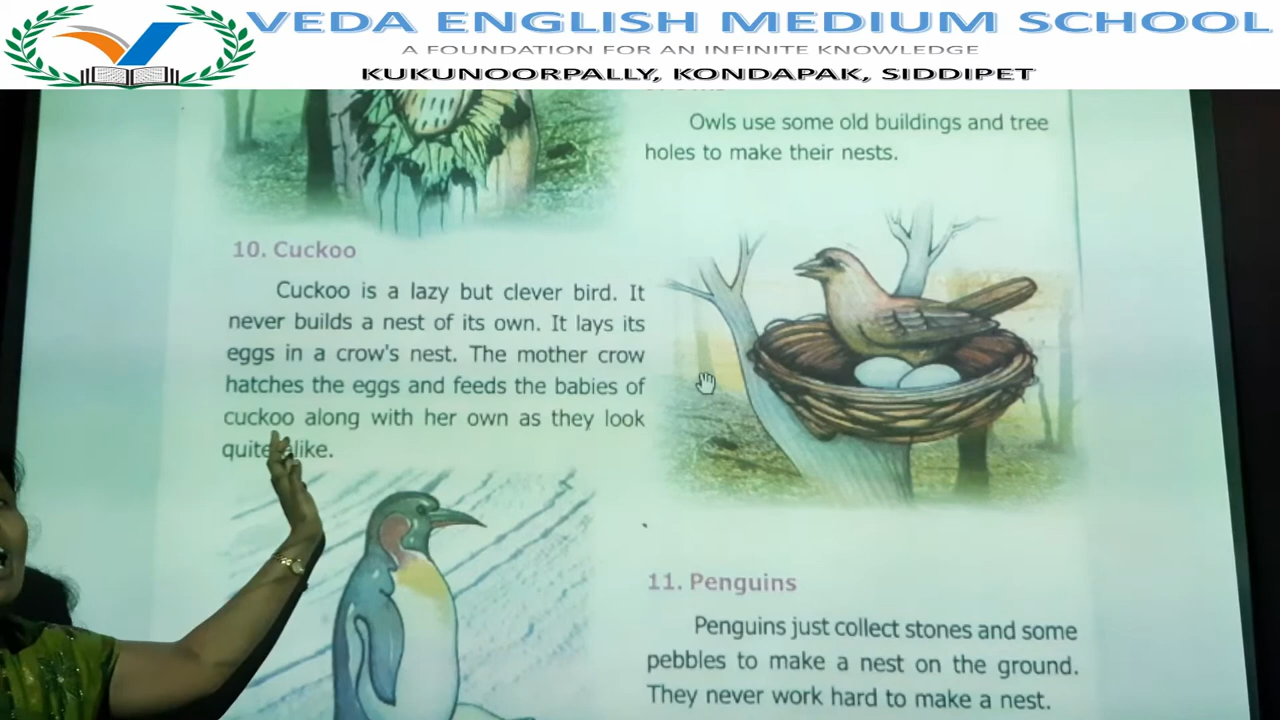 VEDA ENGLISH MEDIUM SCHOOL
A FOUNDATION FOR AN INFINITE KNOWLEDGE
KUKUNOORPALLY, KONDAPAK, SIDDIPET
Owls use some old buildings and tree
holes to make their nests.
10. Cuckoo
Cuckoo is a lazy but clever bird. It
never builds a nest of its own. It lays its
eggs in a crow's nest. The mother crow
hatches the eggs and feeds the babies of
cuckoo along with her own as they look
quite alike.
11. Penguins
Penguins just collect stones and some
pebbles to make a nest on the ground.
They never work hard to make a nest.